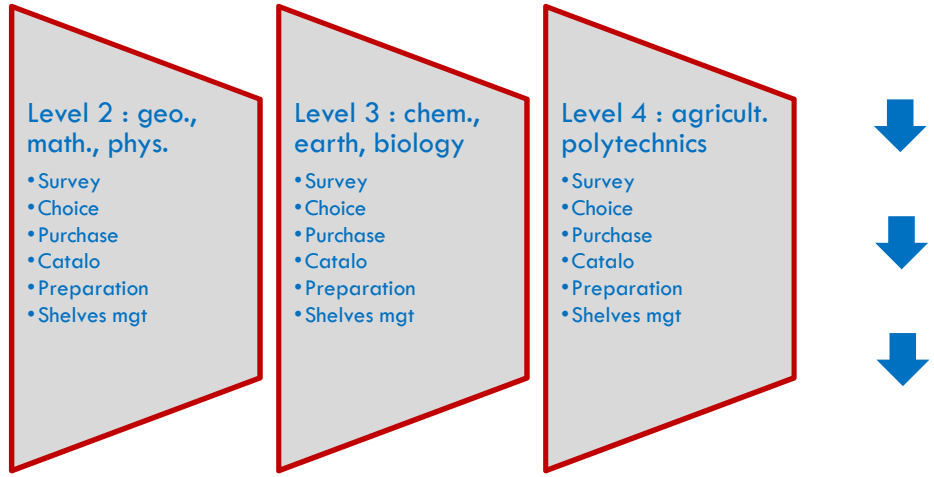 Level 2 : geo.,
math., phys.
•Survey
•Choice
•Purchase
•Catalo
•Preparation
•Shelves mgt
Level 3 : chem.,
earth, biology
•Survey
•Choice
•Purchase
•Catalo
•Preparation
•Shelves mgt
Level 4 : agricult.
polytechnics
•Survey
•Choice
•Purchase
•Catalo
•Preparation
•Shelves mgt